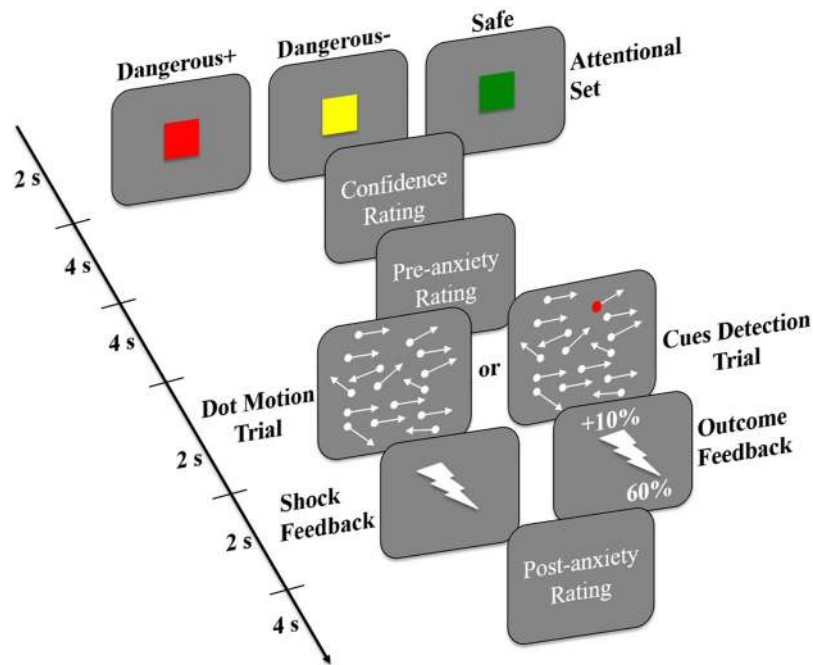 Dangerous+
Dangerous-
Safe
Attentional
Set
2 s
Confidence
Rating
4 s
Pre-anxiety
Rating
4 s
Dot Motion
Trial
or
Cues Detection
Trial
2 s
Shock
Feedback
+10%
60%
Outcome
Feedback
2 s
Post-anxiety
Rating
4 s